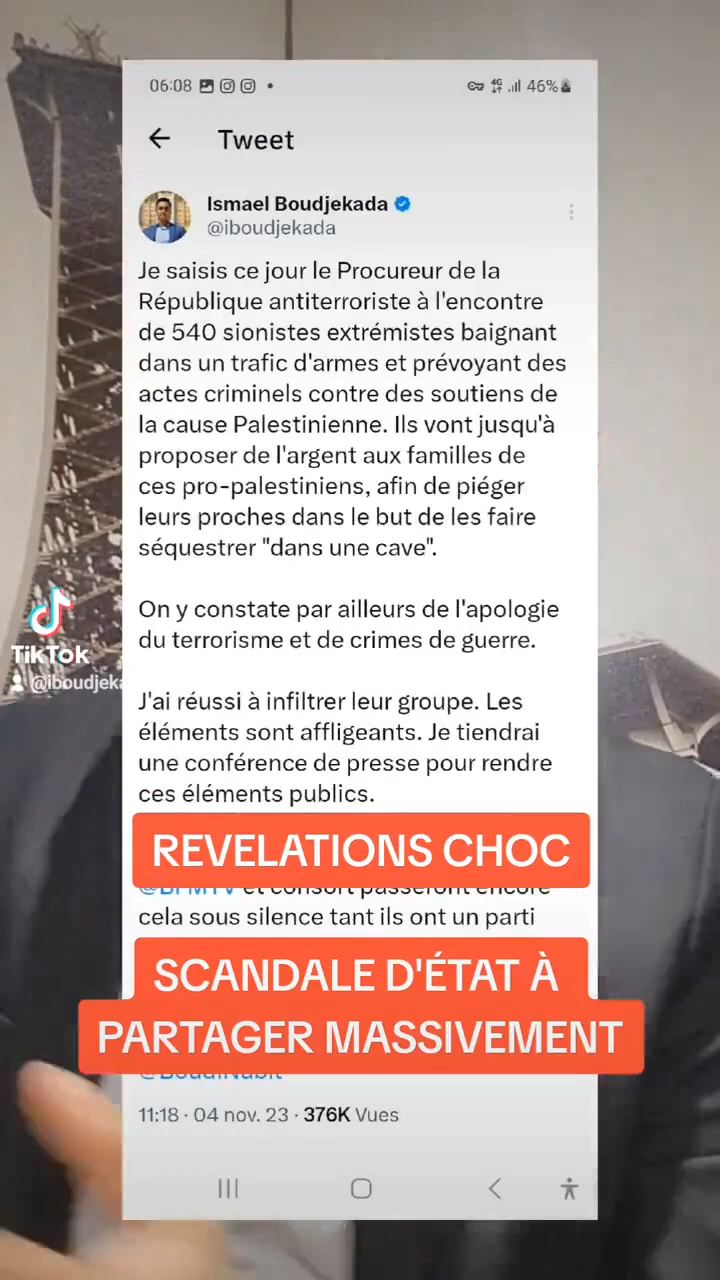 06:08
4G
46%
Tweet
Ismael Boudjekada
@iboudjekada
Je saisis ce jour le Procureur de la
République antiterroriste à l'encontre
de 540 sionistes extrémistes baignant
dans un trafic d'armes et prévoyant des
actes criminels contre des soutiens de
la cause Palestinienne. Ils vont jusqu'à
proposer de l'argent aux familles de
ces pro-palestiniens, afin de piéger
leurs proches dans le but de les faire
séquestrer "dans une cave".
On y constate par ailleurs de l'apologie
du terrorisme et de crimes de guerre.
TikTok
@iboudjeka
J'ai réussi à infiltrer leur groupe. Les
éléments sont affligeants. Je tiendrai
une conférence de presse pour rendre
ces éléments publics.
REVELATIONS CHOC
@BFMTV et consort passeront encore
cela sous silence tant ils ont un parti
SCANDALE D'ÉTAT À
PARTAGER MASSIVEMENT
11:18 · 04 nov. 23 · 376K Vues